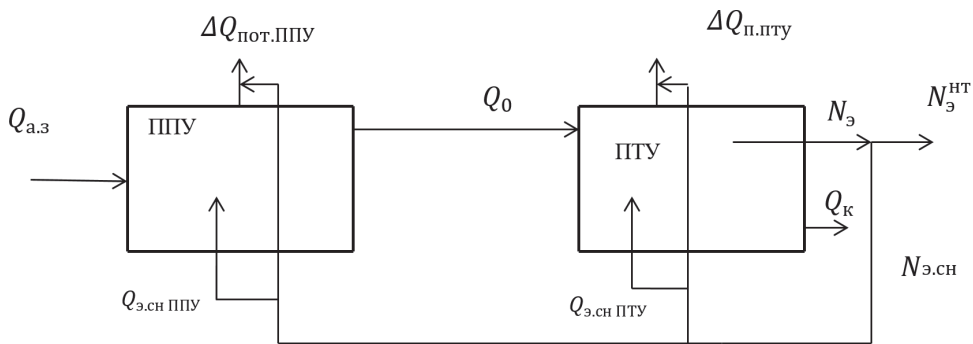 ΔQпот.ППУ
ΔQп.пту
Qа.з
ППУ
Q0
ПТУ
Nэ
Nэнт
Qк
Nэ.сн
Qэ.сн ППУ
Qэ.сн ПТУ